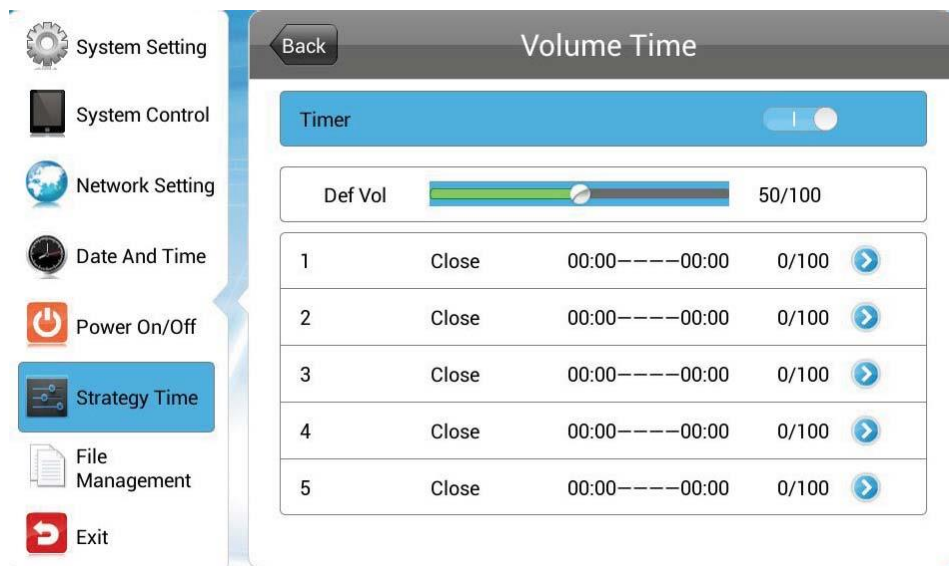 System Setting
System Control
Network Setting
Date And Time
Power On/Off
Strategy Time
File
Management
Exit
Back
Volume Time
Timer
Def Vol 50/100
1 Close 00:00————00:00 0/100
2 Close 00:00————00:00 0/100
3 Close 00:00————00:00 0/100
4 Close 00:00————00:00 0/100
5 Close 00:00————00:00 0/100